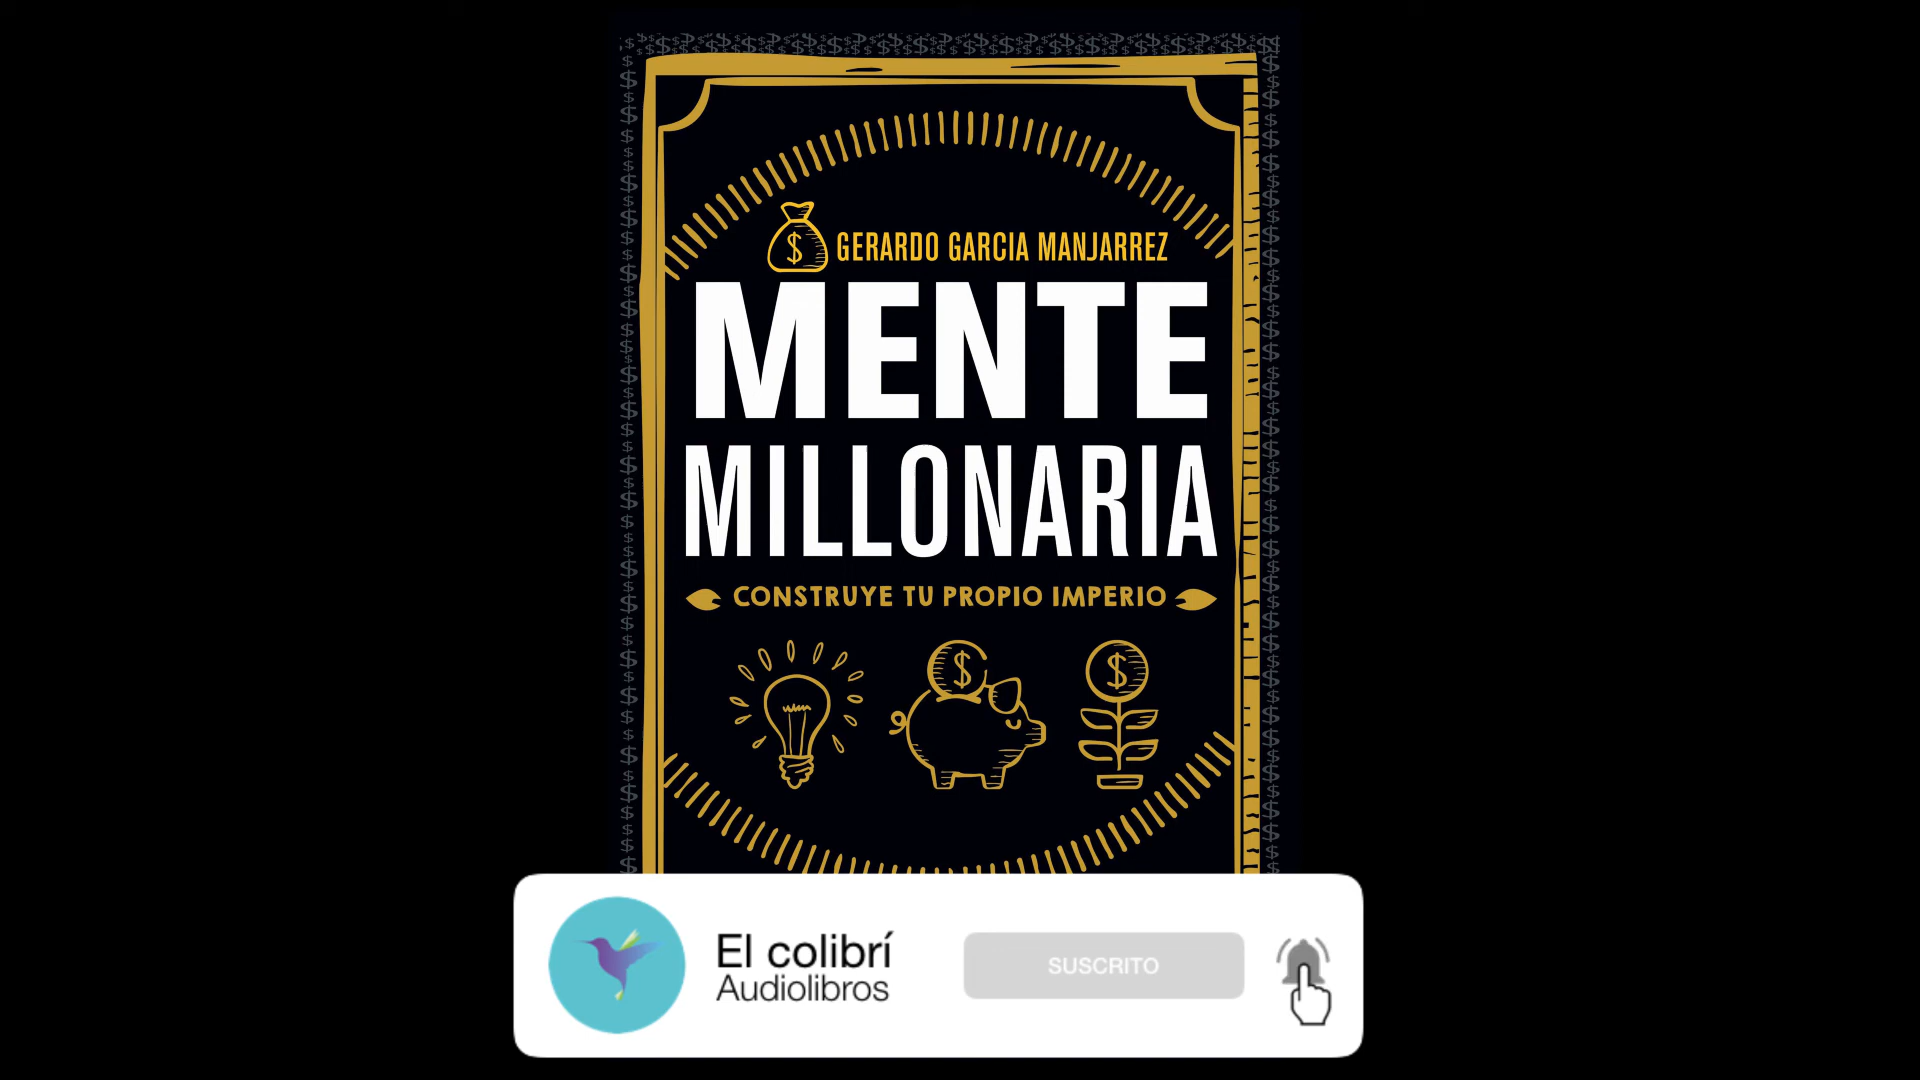 GERARDO GARCIA MANJARREZ
MENTE
MILLONARIA
CONSTRUYE TU PROPIO IMPERIO
El colibrí
Audiolibros
SUSCRITO